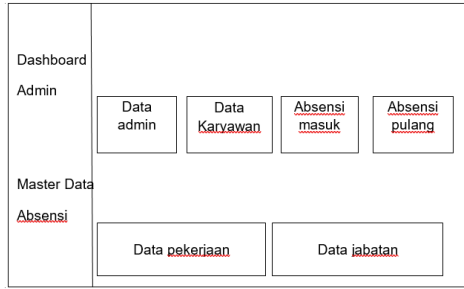 Dashboard
Admin
Data
admin
Data
Karyawan
Absensi
masuk
Absensi
pulang
Master Data
Absensi
Data pekerjaan
Data jabatan